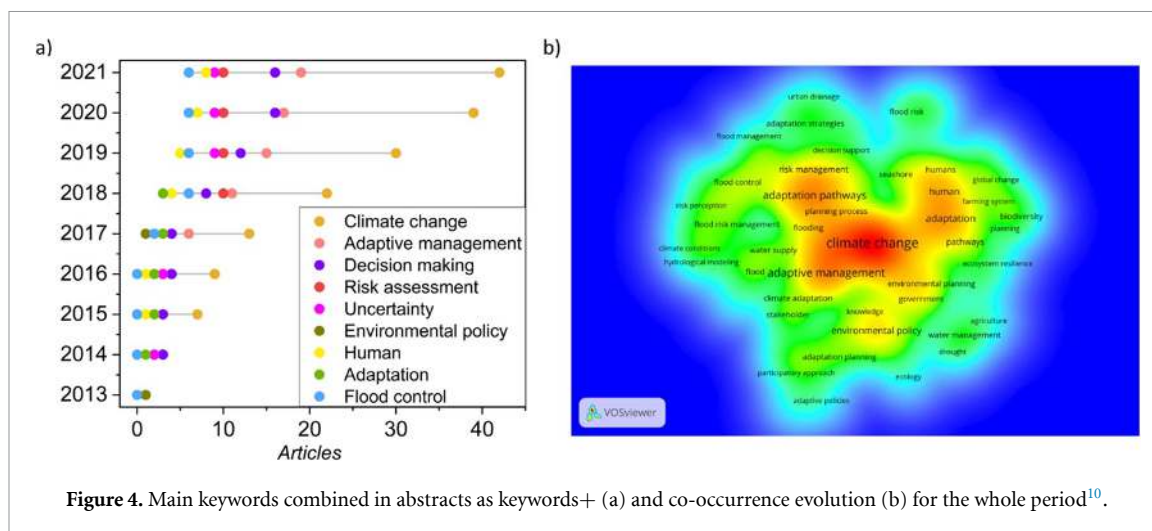 a)
2021
2020
2019
2018
2017
2016
2015
2014
2013
0
10
20
30
40
Articles
Climate change
Adaptive management
Decision making
Risk assessment
Uncertainty
Environmental policy
Human
Adaptation
Flood control
b)
urban drainage
flood risk
adaptation strategies
flood management
decision support
risk management
seashore
humans
global change
flood control
adaptation pathways
human
farming system
risk perception
planning process
adaptation
biodiversity
flood risk management
flooding
planning
climate change
pathways
climate conditions
water supply
hydrological modeling
ecosystem resilience
flood
adaptive management
environmental planning
climate adaptation
government
stakeholder
knowledge
agriculture
environmental policy
water management
drought
adaptation planning
participatory approach
ecology
adaptive policies
VOSviewer
Figure 4. Main keywords combined in abstracts as keywords+ (a) and co-occurrence evolution (b) for the whole period10.